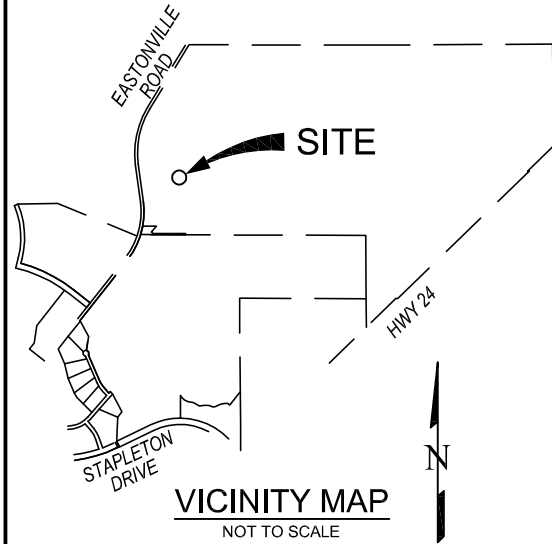 EASTONVILLE
ROAD
SITE
HWY 24
STAPLETON
DRIVE
N
VICINITY MAP
NOT TO SCALE